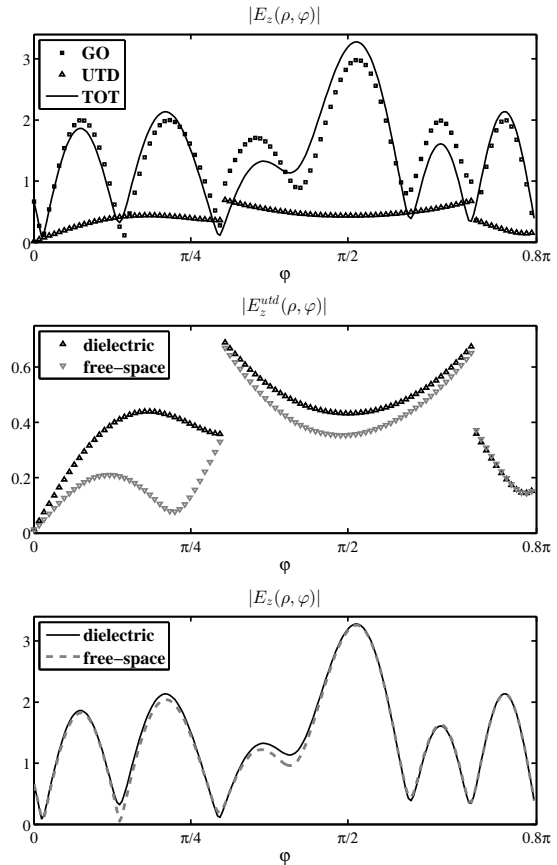 |E_z(ρ, φ)|
3
2
1
0
GO
UTD
TOT
0
π/4
π/2
0.8π
φ
|E_z^{utd}(ρ, φ)|
0.6
0.4
0.2
0
dielectric
free−space
0
π/4
π/2
0.8π
φ
|E_z(ρ, φ)|
3
2
1
0
dielectric
free−space
0
π/4
π/2
0.8π
φ